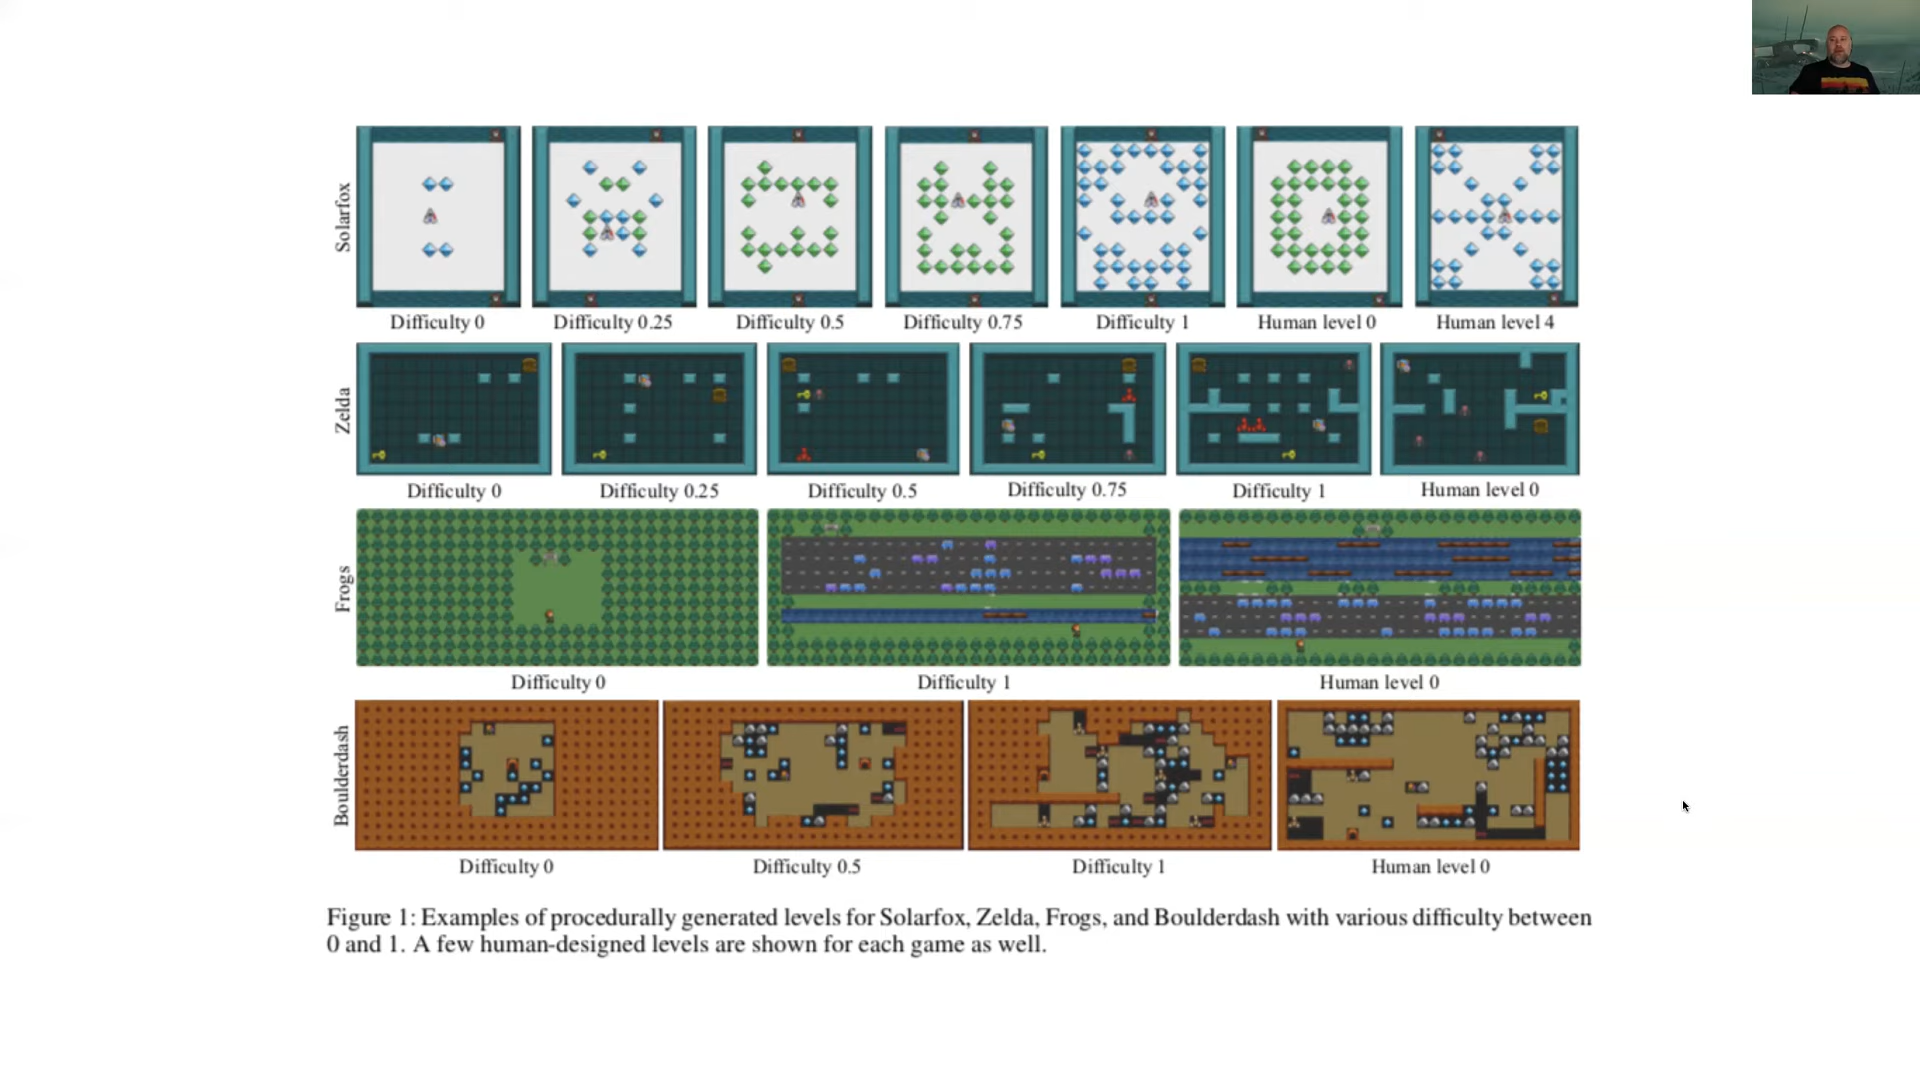 Solarfox
Difficulty 0
Difficulty 0.25
Difficulty 0.5
Difficulty 0.75
Difficulty 1
Human level 0
Human level 4
Zelda
Difficulty 0
Difficulty 0.25
Difficulty 0.5
Difficulty 0.75
Difficulty 1
Human level 0
Frogs
Difficulty 0
Difficulty 1
Human level 0
Boulderdash
Difficulty 0
Difficulty 0.5
Difficulty 1
Human level 0
Figure 1: Examples of procedurally generated levels for Solarfox, Zelda, Frogs, and Boulderdash with various difficulty between
0 and 1. A few human-designed levels are shown for each game as well.